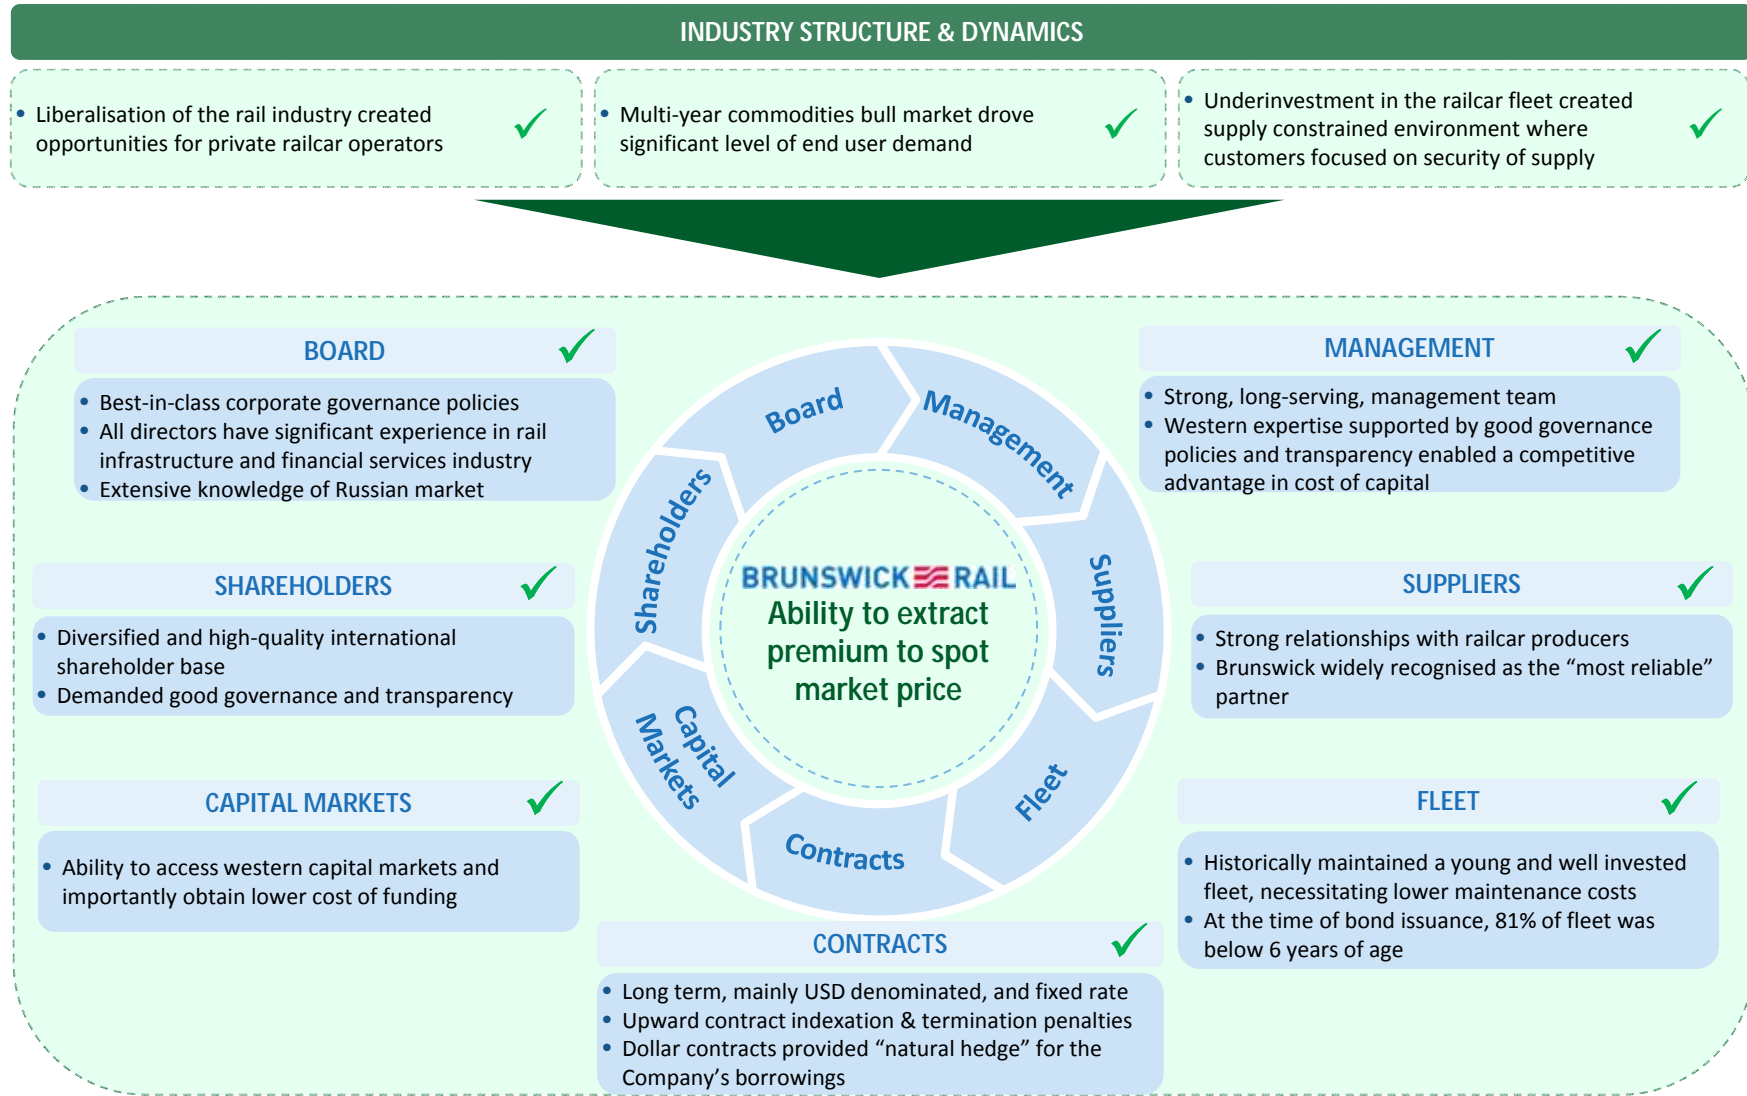 INDUSTRY STRUCTURE & DYNAMICS
• Liberalisation of the rail industry created
opportunities for private railcar operators
• Multi-year commodities bull market drove
significant level of end user demand
• Underinvestment in the railcar fleet created
supply constrained environment where
customers focused on security of supply
BOARD
• Best-in-class corporate governance policies
• All directors have significant experience in rail
infrastructure and financial services industry
• Extensive knowledge of Russian market
MANAGEMENT
• Strong, long-serving, management team
• Western expertise supported by good governance
policies and transparency enabled a competitive
advantage in cost of capital
SHAREHOLDERS
• Diversified and high-quality international
shareholder base
• Demanded good governance and transparency
SUPPLIERS
• Strong relationships with railcar producers
• Brunswick widely recognised as the “most reliable”
partner
CAPITAL MARKETS
• Ability to access western capital markets and
importantly obtain lower cost of funding
FLEET
• Historically maintained a young and well invested
fleet, necessitating lower maintenance costs
• At the time of bond issuance, 81% of fleet was
below 6 years of age
CONTRACTS
• Long term, mainly USD denominated, and fixed rate
• Upward contract indexation & termination penalties
• Dollar contracts provided “natural hedge” for the
Company’s borrowings
Board
Management
Suppliers
Fleet
Contracts
Capital
Markets
Shareholders
BRUNSWICK RAIL
Ability to extract
premium to spot
market price